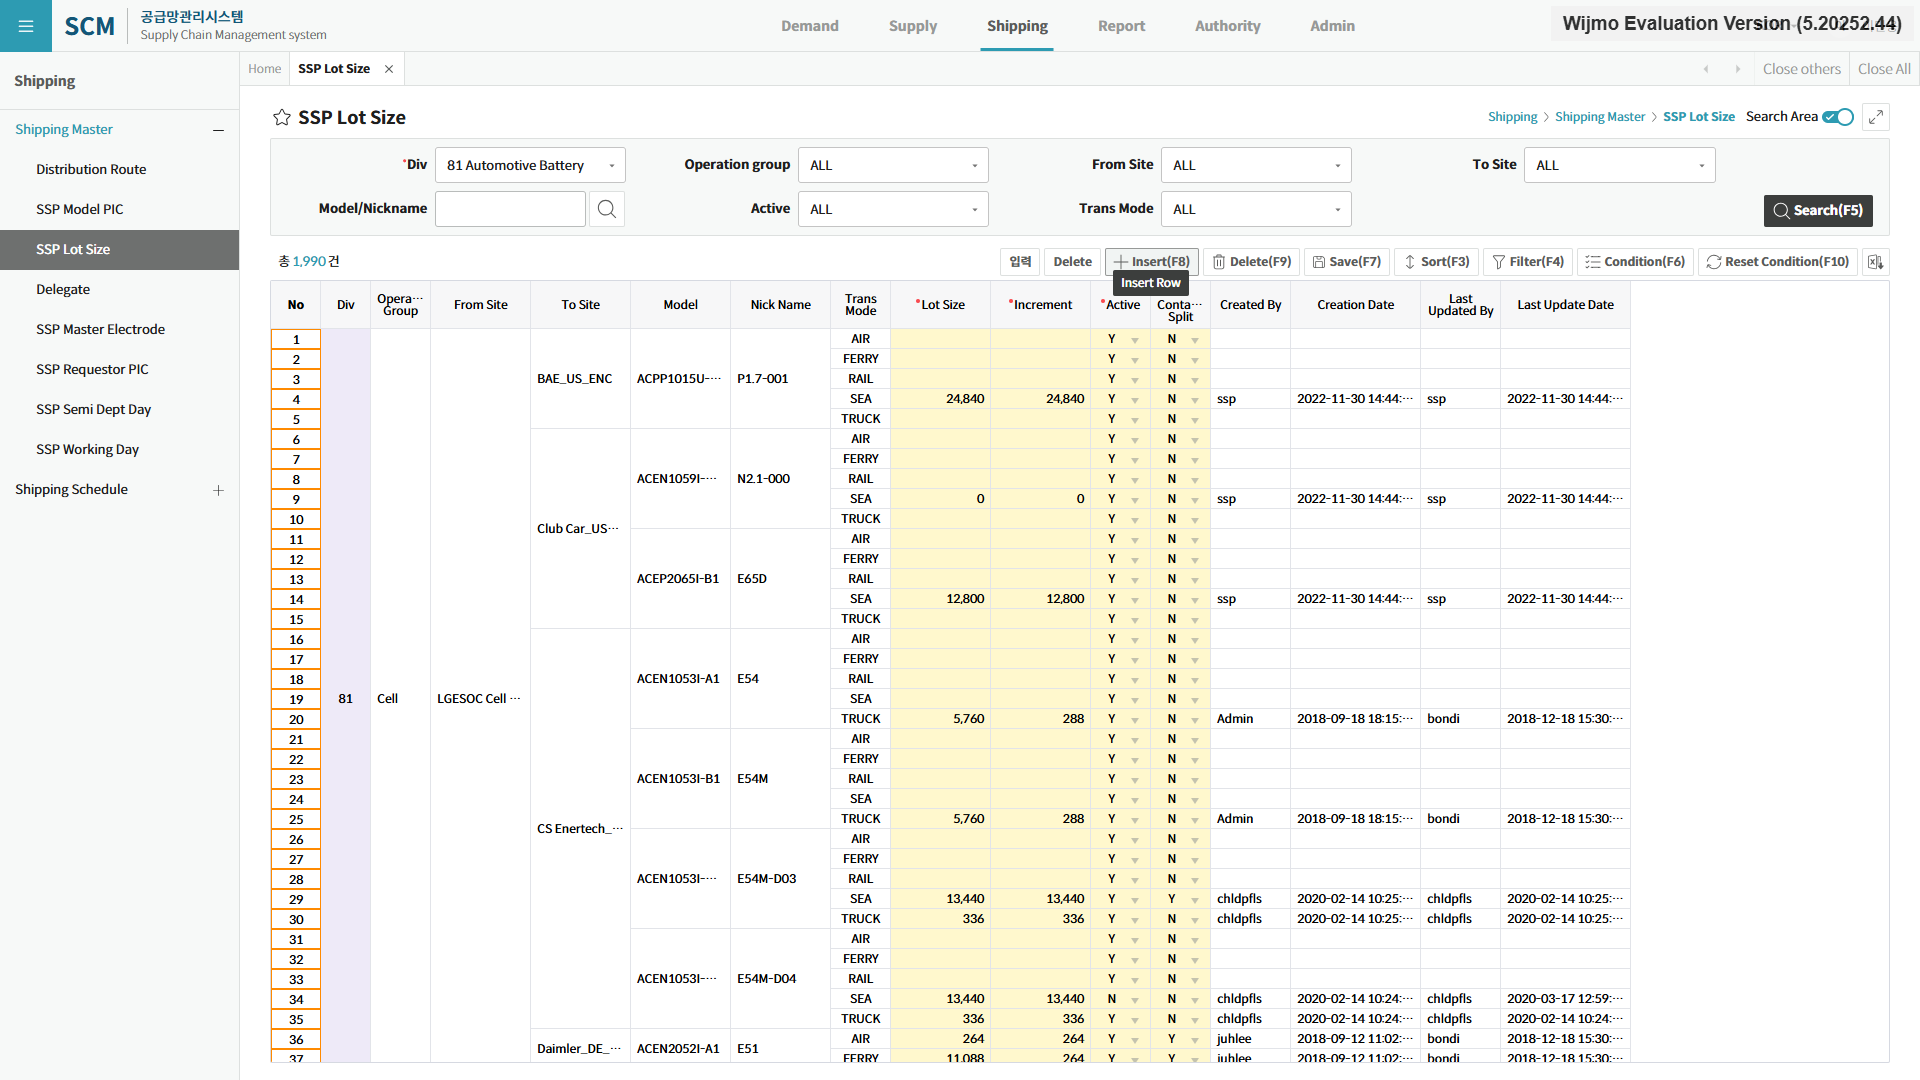 SCM 공급망관리시스템
Supply Chain Management system
Demand Supply Shipping Report Authority Admin
Wijmo Evaluation Version (5.20252.44)
Shipping
Home SSP Lot Size Close others Close All
Shipping Master
Distribution Route
SSP Model PIC
SSP Lot Size
Delegate
SSP Master Electrode
SSP Requestor PIC
SSP Semi Dept Day
SSP Working Day
Shipping Schedule
SSP Lot Size
Shipping > Shipping Master > SSP Lot Size Search Area
*Div 81 Automotive Battery Operation group ALL From Site ALL To Site ALL
Model/Nickname Active ALL Trans Mode ALL Search(F5)
총 1,990 건 입력 Delete Insert(F8) Delete(F9) Save(F7) Sort(F3) Filter(F4) Condition(F6) Reset Condition(F10)
Insert Row
No Div Opera··· Group From Site To Site Model Nick Name Trans Mode *Lot Size *Increment *Active Conta··· Split Created By Creation Date Last Updated By Last Update Date
81 Cell LGESOC Cell ···
BAE_US_ENC ACPP1015U-··· P1.7-001
1 AIR Y N
2 FERRY Y N
3 RAIL Y N
4 SEA 24,840 24,840 Y N ssp 2022-11-30 14:44:··· ssp 2022-11-30 14:44:···
5 TRUCK Y N
Club Car_US··· ACEN1059I-··· N2.1-000
6 AIR Y N
7 FERRY Y N
8 RAIL Y N
9 SEA 0 0 Y N ssp 2022-11-30 14:44:··· ssp 2022-11-30 14:44:···
10 TRUCK Y N
ACEP2065I-B1 E65D
11 AIR Y N
12 FERRY Y N
13 RAIL Y N
14 SEA 12,800 12,800 Y N ssp 2022-11-30 14:44:··· ssp 2022-11-30 14:44:···
15 TRUCK Y N
CS Enertech_··· ACEN1053I-A1 E54
16 AIR Y N
17 FERRY Y N
18 RAIL Y N
19 SEA Y N
20 TRUCK 5,760 288 Y N Admin 2018-09-18 18:15:··· bondi 2018-12-18 15:30:···
ACEN1053I-B1 E54M
21 AIR Y N
22 FERRY Y N
23 RAIL Y N
24 SEA Y N
25 TRUCK 5,760 288 Y N Admin 2018-09-18 18:15:··· bondi 2018-12-18 15:30:···
ACEN1053I-··· E54M-D03
26 AIR Y N
27 FERRY Y N
28 RAIL Y N
29 SEA 13,440 13,440 Y Y chldpfls 2020-02-14 10:25:··· chldpfls 2020-02-14 10:25:···
30 TRUCK 336 336 Y N chldpfls 2020-02-14 10:25:··· chldpfls 2020-02-14 10:25:···
ACEN1053I-··· E54M-D04
31 AIR Y N
32 FERRY Y N
33 RAIL Y N
34 SEA 13,440 13,440 N N chldpfls 2020-02-14 10:24:··· chldpfls 2020-03-17 12:59:···
35 TRUCK 336 336 Y N chldpfls 2020-02-14 10:24:··· chldpfls 2020-02-14 10:24:···
Daimler_DE_··· ACEN2052I-A1 E51
36 AIR 264 264 Y Y juhlee 2018-09-12 11:02:··· bondi 2018-12-18 15:30:···
37 FERRY 11,088 264 Y Y juhlee 2018-09-12 11:02:··· bondi 2018-12-18 15:30:···